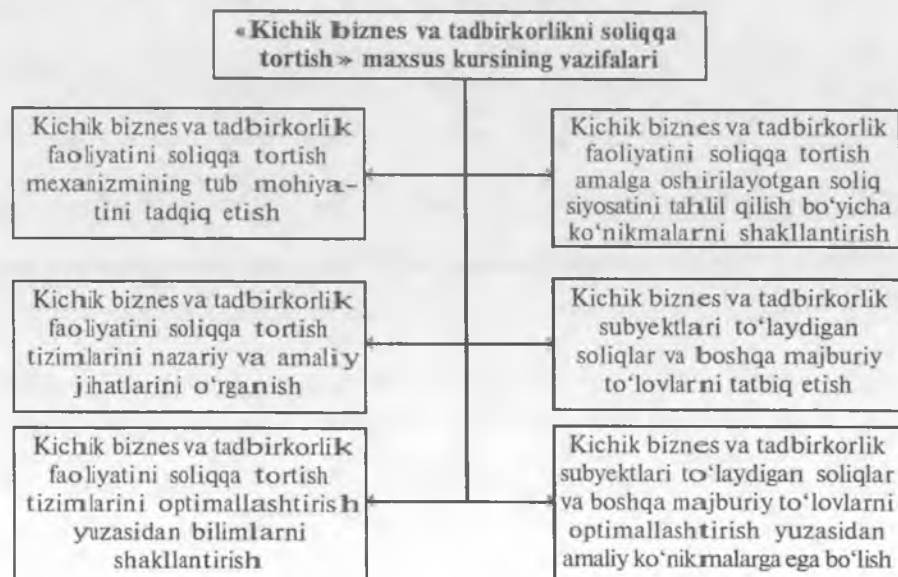 «Kichik biznes va tadbirkorlikni soliqqa
tortish» maxsus kursining vazifalari
Kichik biznes va tadbirkorlik
faoliyatini soliqqa tortish
mexanizmining tub mohiya-
tini tadqiq etish
Kichik biznes va tadbirkorlik
faoliyatini soliqqa tortish
amalga oshirilayotgan soliq
siyosatini tahlil qilish bo‘yicha
ko‘nikmalarni shakllantirish
Kichik biznes va tadbirkorlik
faoliyatini soliqqa tortish
tizimlarini nazariy va amaliy
jihatlarini o‘rganish
Kichik biznes va tadbirkorlik
subyektlari to‘laydigan
soliqlar va boshqa majburiy
to‘lovlarni tatbiq etish
Kichik biznes va tadbirkorlik
faoliyatini soliqqa tortish
tizimlarini optimallashtirish
yuzasidan bilimlarni
shakllantirish
Kichik biznes va tadbirkorlik
subyektlari to‘laydigan soliqlar
va boshqa majburiy to‘lovlarni
optimallashtirish yuzasidan
amaliy ko‘nikmalarga ega bo‘lish